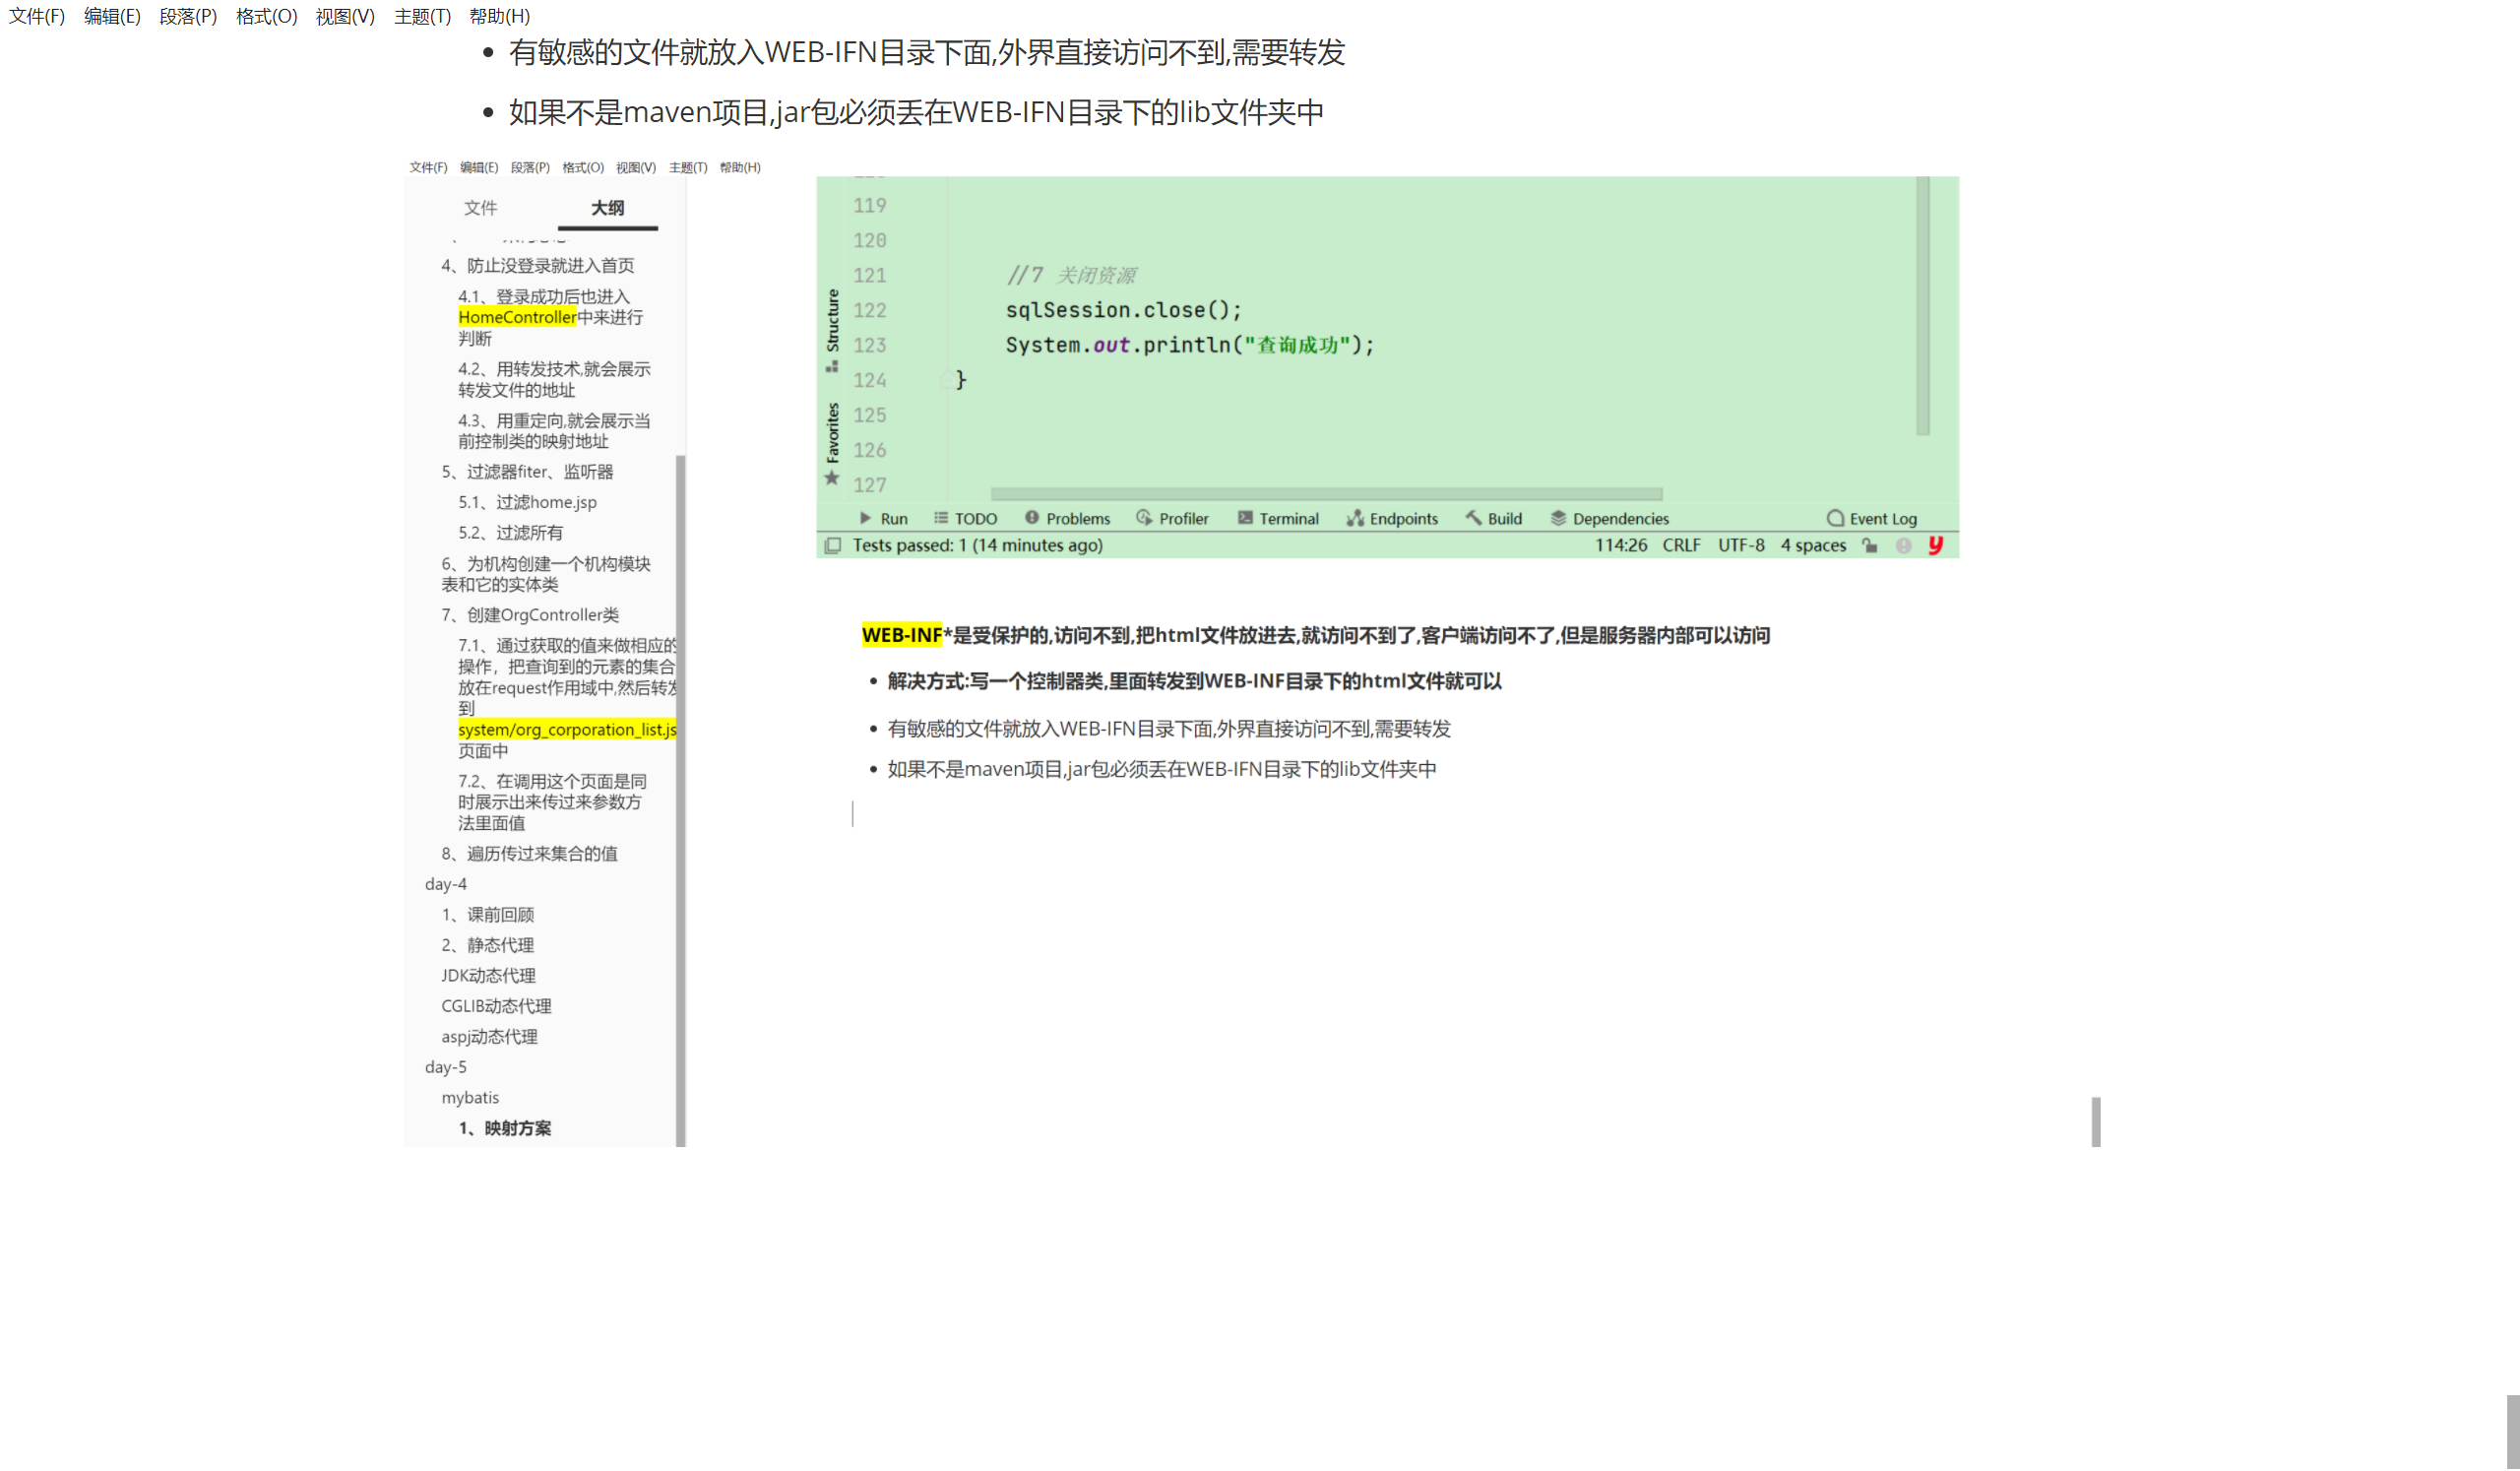 文件(F) 编辑(E) 段落(P) 格式(O) 视图(V) 主题(T) 帮助(H)
有敏感的文件就放入WEB-IFN目录下面,外界直接访问不到,需要转发
如果不是maven项目,jar包必须丢在WEB-IFN目录下的lib文件夹中
文件(F) 编辑(E) 段落(P) 格式(O) 视图(V) 主题(T) 帮助(H)
文件 大纲
4、防止没登录就进入首页
4.1、登录成功后也进入
HomeController中来进行
判断
4.2、用转发技术,就会展示
转发文件的地址
4.3、用重定向,就会展示当
前控制类的映射地址
5、过滤器fiter、监听器
5.1、过滤home.jsp
5.2、过滤所有
6、为机构创建一个机构模块
表和它的实体类
7、创建OrgController类
7.1、通过获取的值来做相应的
操作，把查询到的元素的集合
放在request作用域中,然后转发
到
system/org_corporation_list.js
页面中
7.2、在调用这个页面是同
时展示出来传过来参数方
法里面值
8、遍历传过来集合的值
day-4
1、课前回顾
2、静态代理
JDK动态代理
CGLIB动态代理
aspj动态代理
day-5
mybatis
1、映射方案
Structure
Favorites
119
120
121 //7 关闭资源
122 sqlSession.close();
123 System.out.println("查询成功");
124 }
125
126
127
Run TODO Problems Profiler Terminal Endpoints Build Dependencies Event Log
Tests passed: 1 (14 minutes ago) 114:26 CRLF UTF-8 4 spaces
WEB-INF*是受保护的,访问不到,把html文件放进去,就访问不到了,客户端访问不了,但是服务器内部可以访问
解决方式:写一个控制器类,里面转发到WEB-INF目录下的html文件就可以
有敏感的文件就放入WEB-IFN目录下面,外界直接访问不到,需要转发
如果不是maven项目,jar包必须丢在WEB-IFN目录下的lib文件夹中